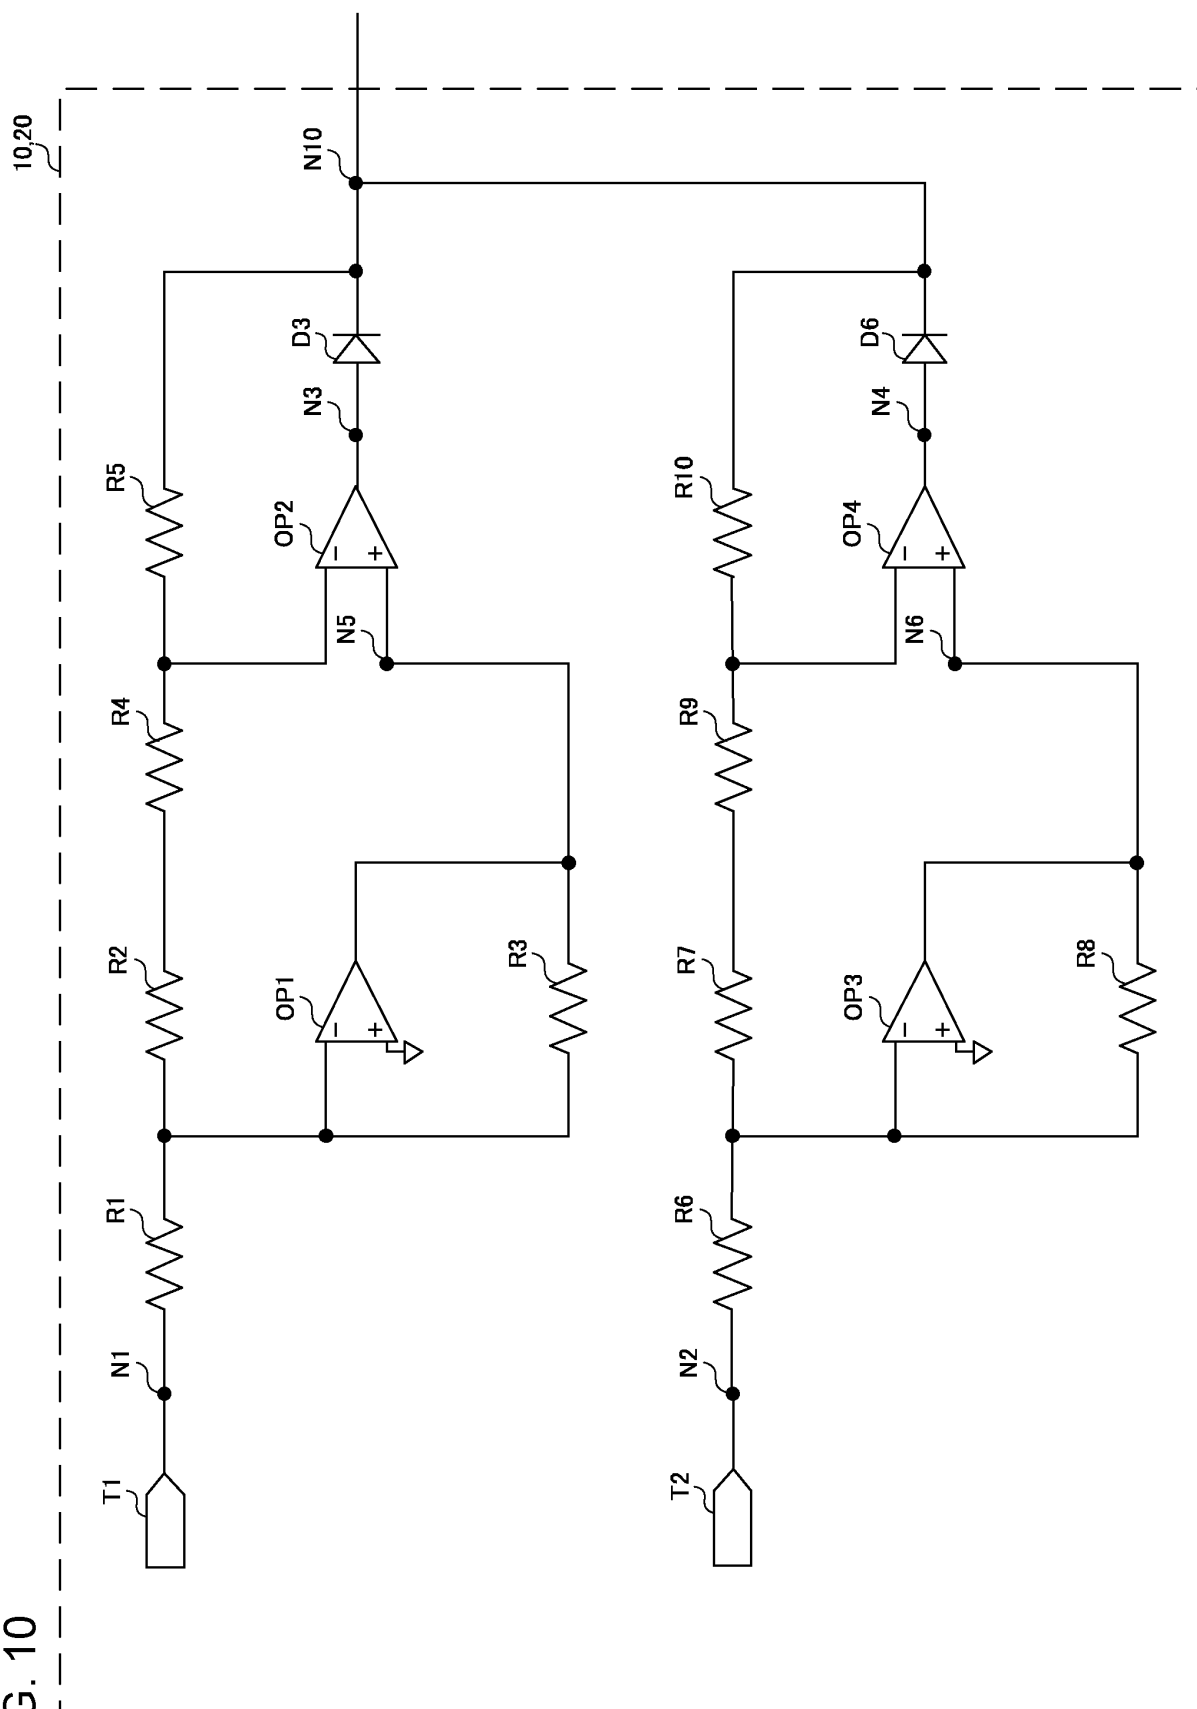 G. 10
10,20
T1
N1
R1
R2
R4
R5
OP1
OP2
N3
D3
N10
−
+
−
+
N5
R3
T2
N2
R6
R7
R9
R10
OP3
OP4
N4
D6
−
+
−
+
N6
R8